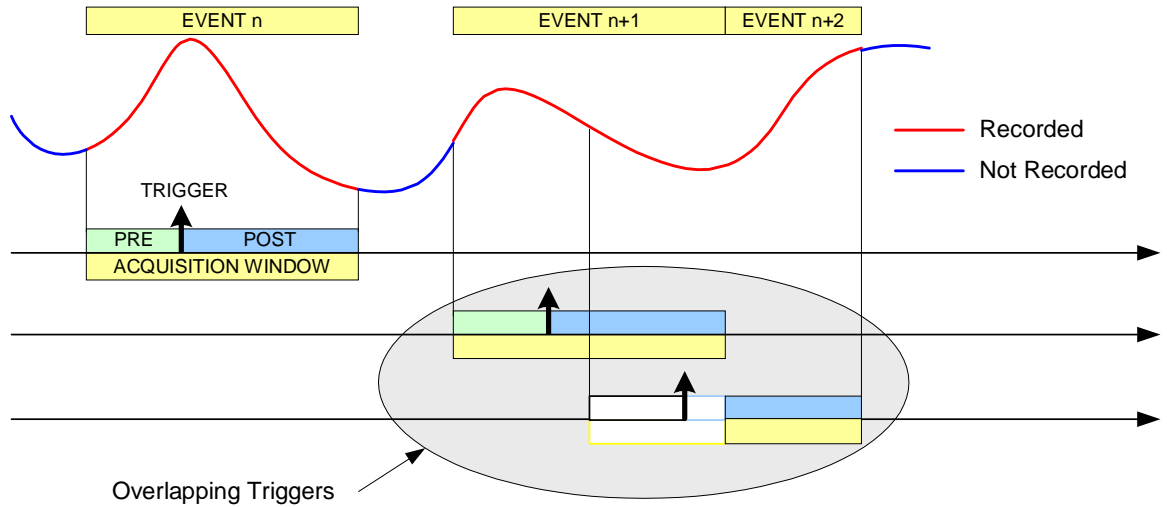 EVENT n
EVENT n+1
EVENT n+2
Recorded
Not Recorded
TRIGGER
PRE
POST
ACQUISITION WINDOW
Overlapping Triggers